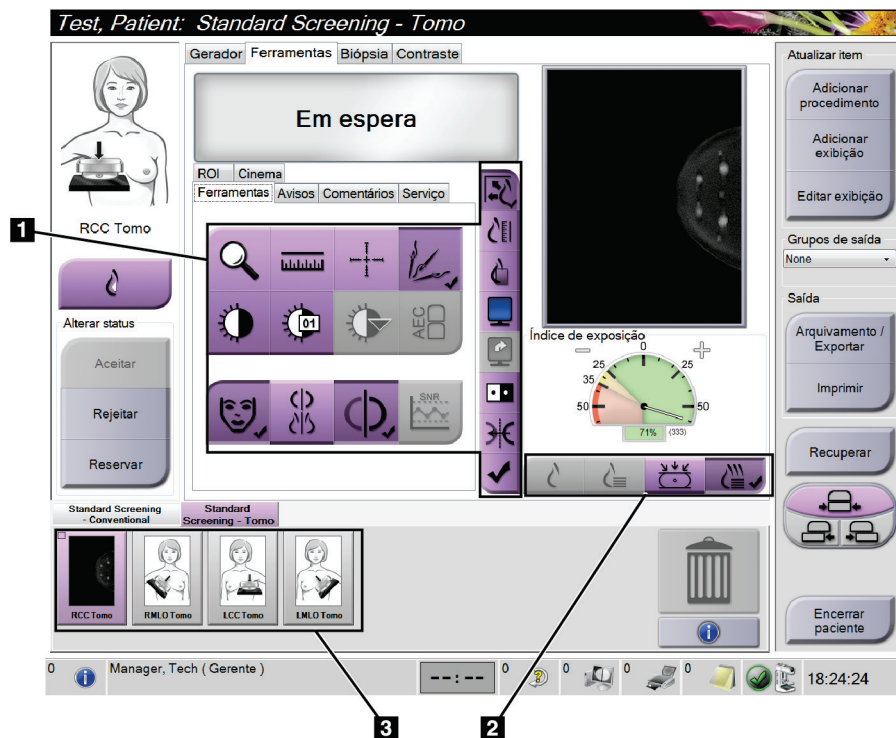 Test, Patient: Standard Screening - Tomo
Gerador Ferramentas Biópsia Contraste
Em espera
ROI Cinema
Ferramentas Avisos Comentários Serviço
RCC Tomo
Alterar status
Aceitar
Rejeitar
Reservar
1
01
AEC
SNR
Índice de exposição
0
25 25
35
50 50
71% (333)
Atualizar item
Adicionar
procedimento
Adicionar
exibição
Editar exibição
Grupos de saída
None
Saída
Arquivamento /
Exportar
Imprimir
Recuperar
Encerrar
paciente
Standard Screening
- Conventional
Standard
Screening - Tomo
RCC Tomo RMLO Tomo LCC Tomo LMLO Tomo
0 Manager, Tech ( Gerente ) --:-- 0 0 0 0 18:24:24
3 2